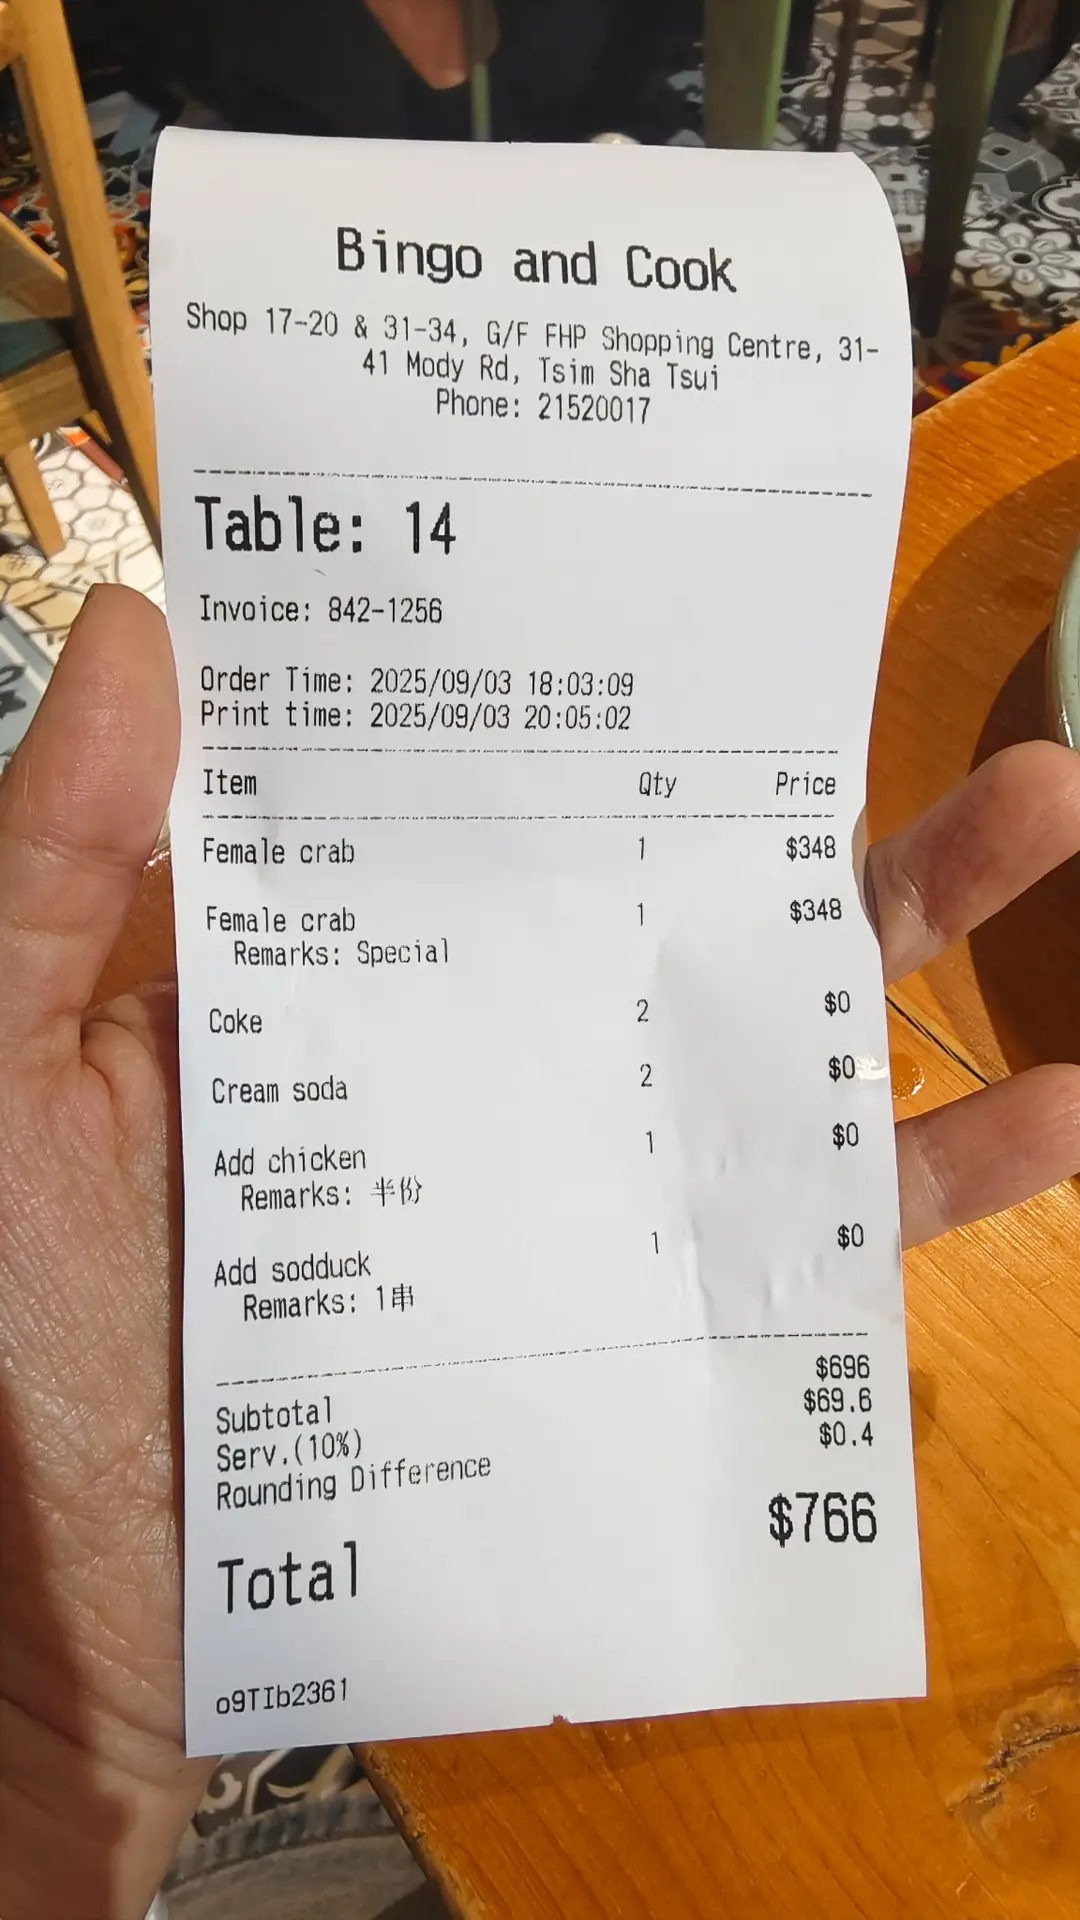 Bingo and Cook
Shop 17-20 & 31-34, G/F FHP Shopping Centre, 31-
41 Mody Rd, Tsim Sha Tsui
Phone: 21520017
Table: 14
Invoice: 842-1256
Order Time: 2025/09/03 18:03:09
Print time: 2025/09/03 20:05:02
Item Qty Price
Female crab 1 $348
Female crab 1 $348
Remarks: Special
Coke 2 $0
Cream soda 2 $0
Add chicken 1 $0
Remarks: 半份
Add sodduck 1 $0
Remarks: 1串
Subtotal $696
Serv.(10%) $69.6
Rounding Difference $0.4
Total $766
o9TIb2361